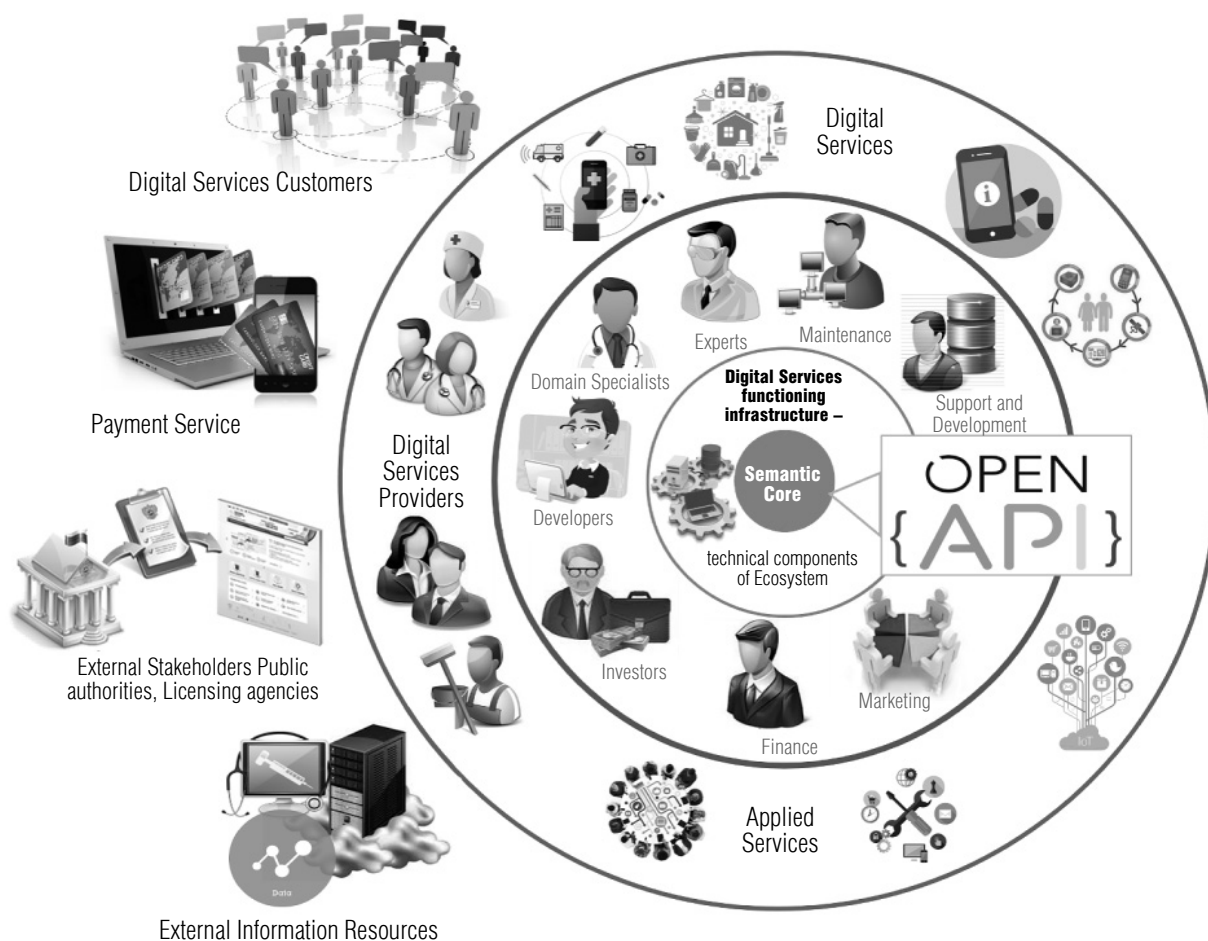 Digital Services Customers
Digital
Services
Experts
Maintenance
Domain Specialists
Payment Service
Digital Services
functioning
infrastructure –
Support and
Development
Digital
Services
Providers
Semantic
Core
OPEN
{API}
Developers
technical components
of Ecosystem
External Stakeholders Public
authorities, Licensing agencies
Investors
Marketing
Finance
IoT
Applied
Services
Data
External Information Resources